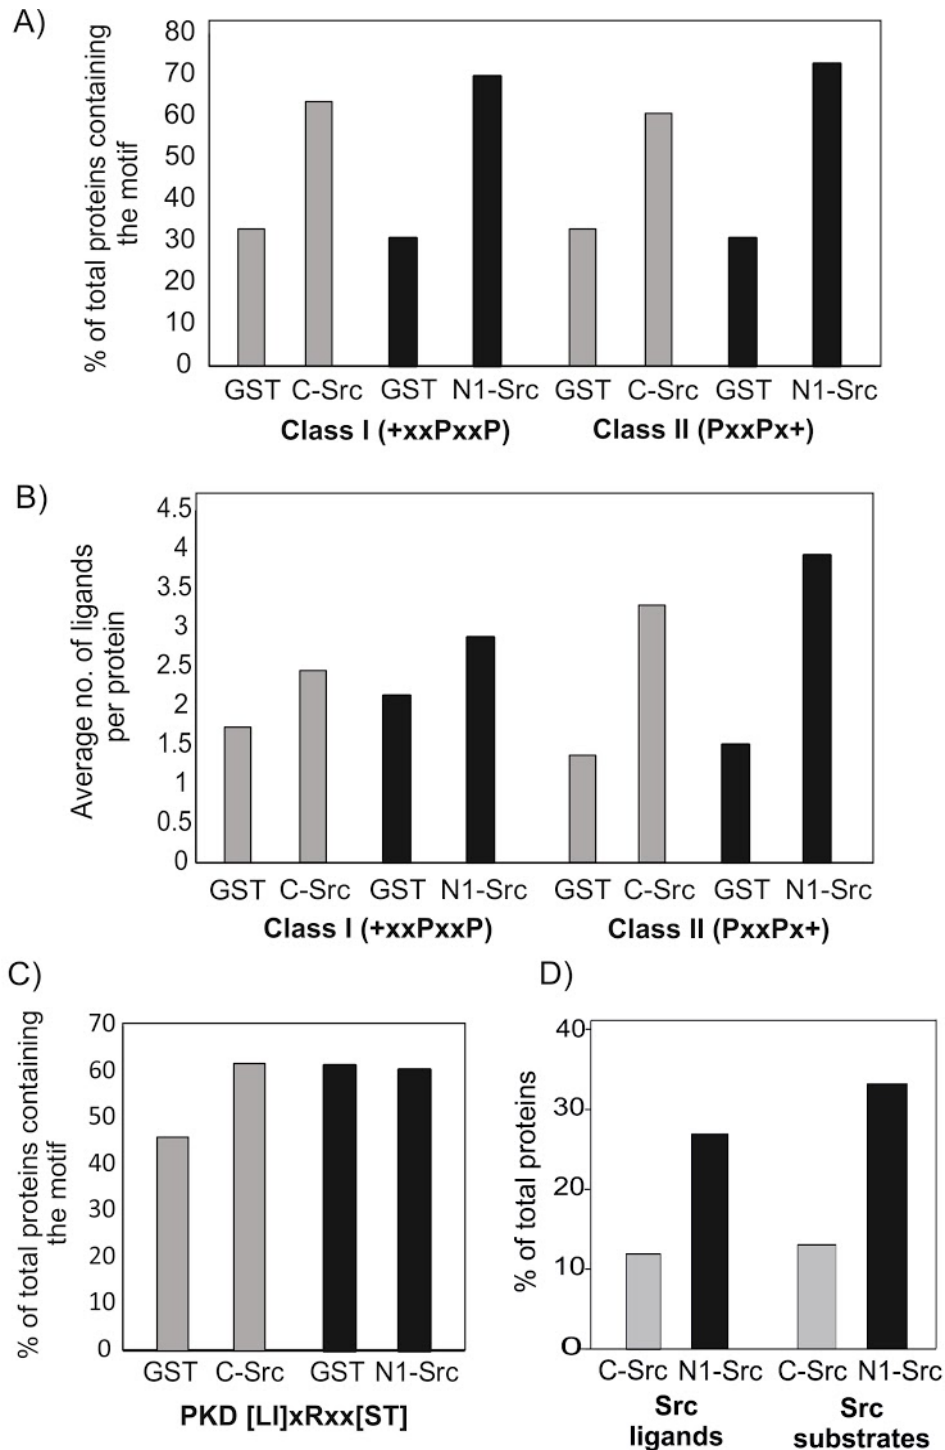 A)
% of total proteins containing
the motif
80
70
60
50
40
30
20
10
0
GST C-Src GST N1-Src GST C-Src GST N1-Src
Class I (+xxPxxP) Class II (PxxPx+)
B)
Average no. of ligands
per protein
4.5
4
3.5
3
2.5
2
1.5
1
0.5
0
GST C-Src GST N1-Src GST C-Src GST N1-Src
Class I (+xxPxxP) Class II (PxxPx+)
C)
% of total proteins containing
the motif
70
60
50
40
30
20
10
0
GST C-Src GST N1-Src
PKD [LI]xRxx[ST]
D)
% of total proteins
40
30
20
10
0
C-Src N1-Src C-Src N1-Src
Src Src
ligands substrates